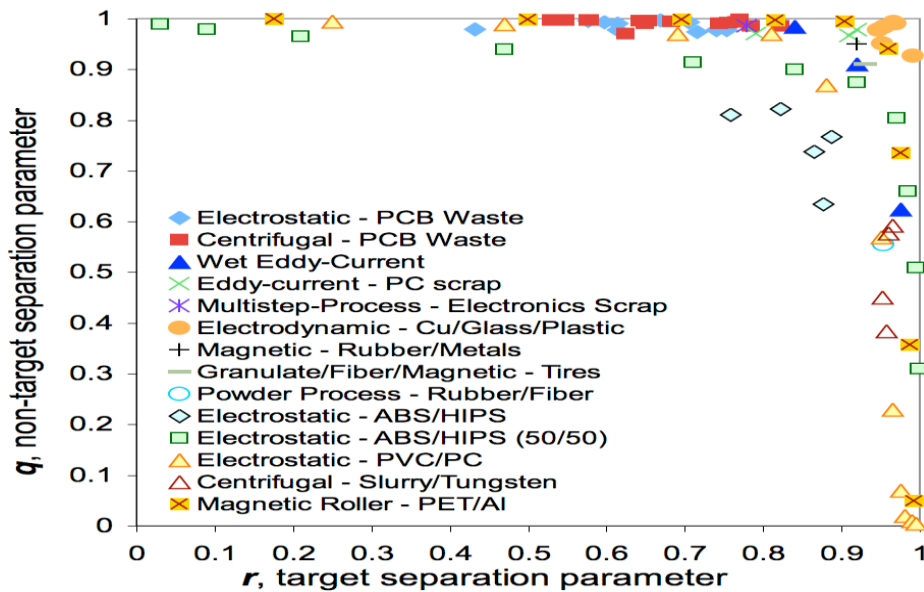 1
0.9
0.8
0.7
0.6
0.5
0.4
0.3
0.2
0.1
0
q, non-target separation parameter
Electrostatic - PCB Waste
Centrifugal - PCB Waste
Wet Eddy-Current
Eddy-current - PC scrap
Multistep-Process - Electronics Scrap
Electrodynamic - Cu/Glass/Plastic
Magnetic - Rubber/Metals
Granulate/Fiber/Magnetic - Tires
Powder Process - Rubber/Fiber
Electrostatic - ABS/HIPS
Electrostatic - ABS/HIPS (50/50)
Electrostatic - PVC/PC
Centrifugal - Slurry/Tungsten
Magnetic Roller - PET/Al
0 0.1 0.2 0.3 0.4 0.5 0.6 0.7 0.8 0.9 1
r, target separation parameter